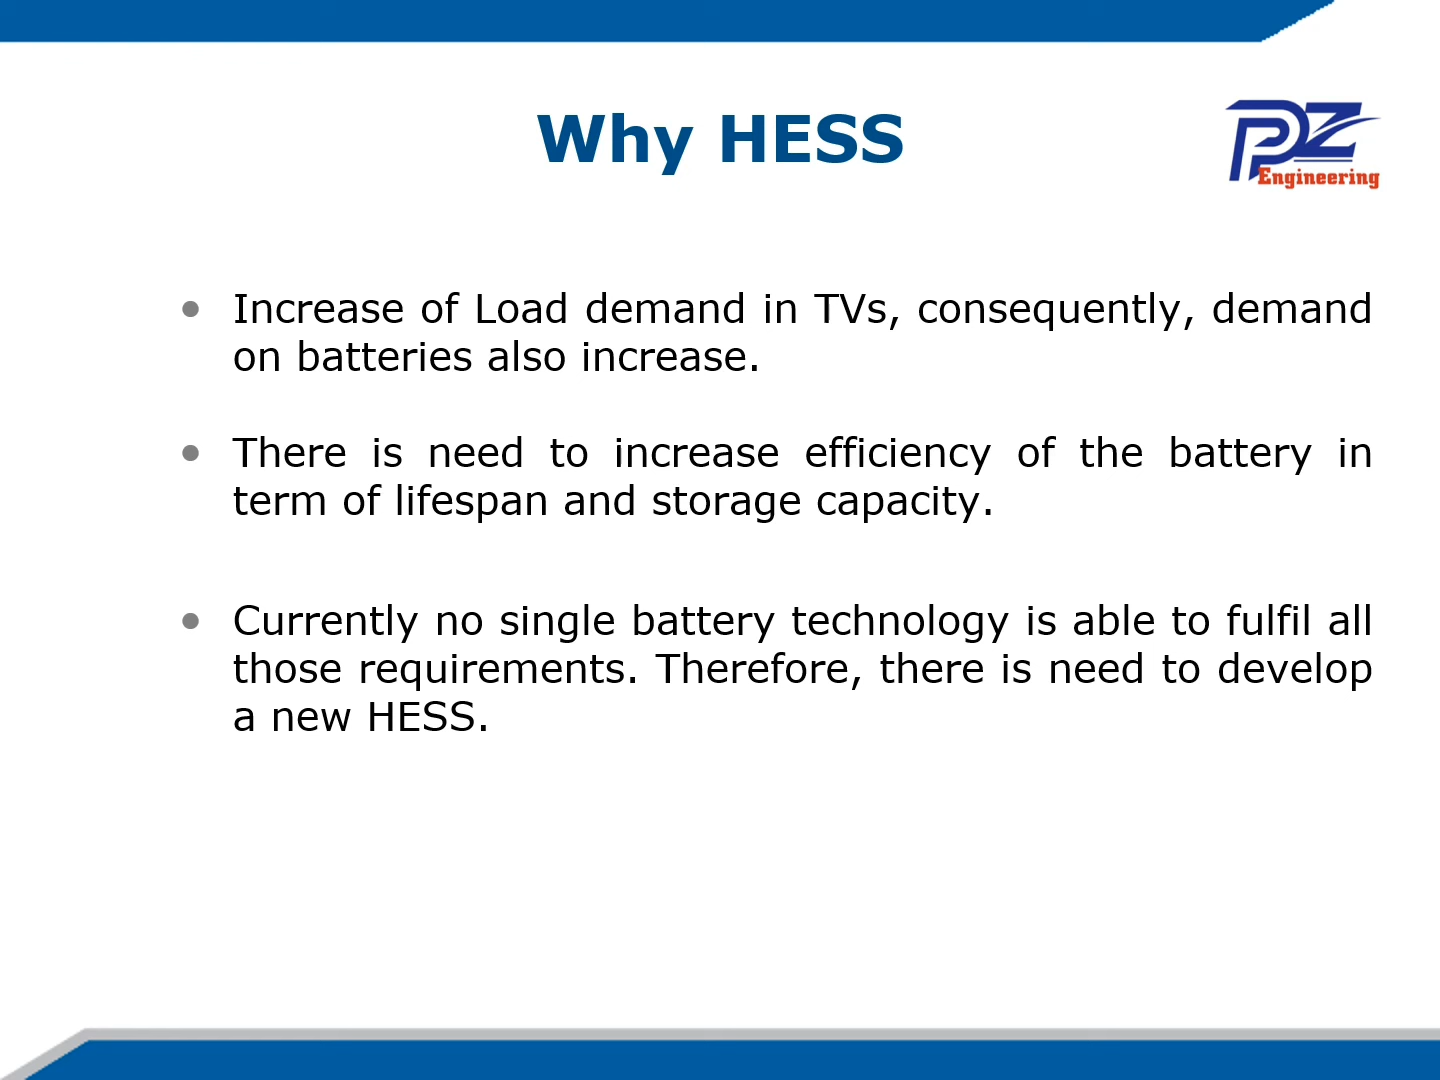 Why HESS
PPZ
Engineering
Increase of Load demand in TVs, consequently, demand
on batteries also increase.
There is need to increase efficiency of the battery in
term of lifespan and storage capacity.
Currently no single battery technology is able to fulfil all
those requirements. Therefore, there is need to develop
a new HESS.